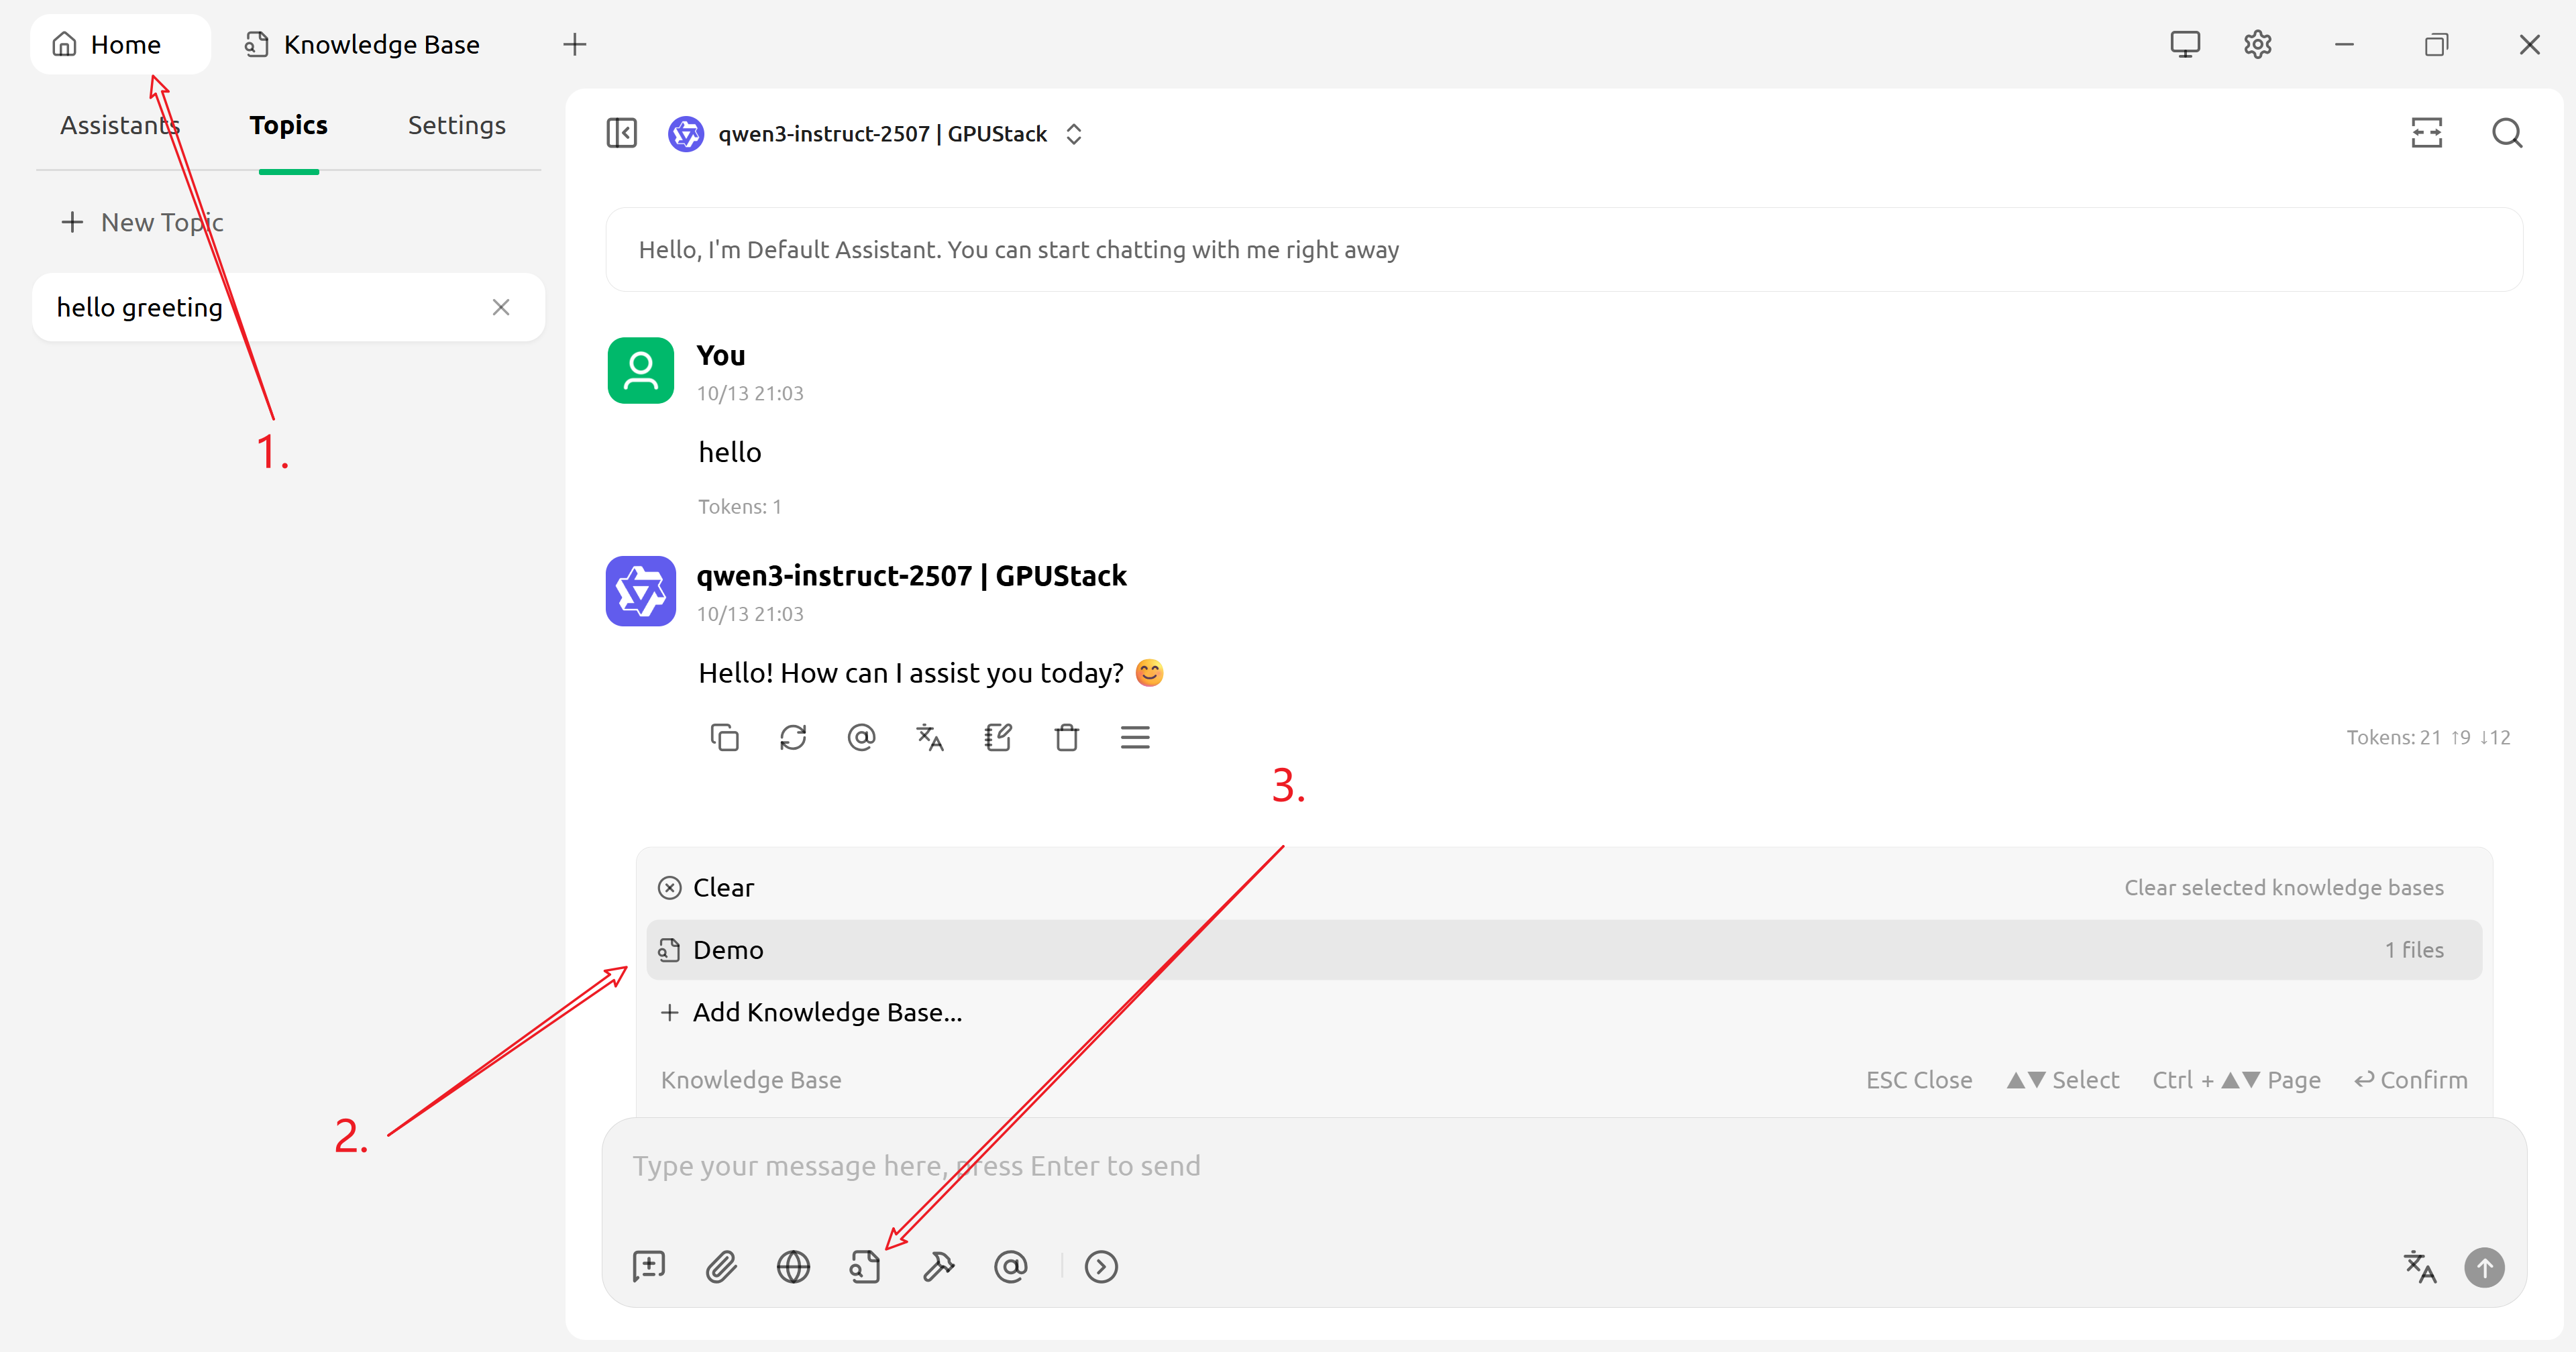 Home
Knowledge Base
Assistants
Topics
Settings
New Topic
hello greeting
1.
qwen3-instruct-2507 | GPUStack
Hello, I'm Default Assistant. You can start chatting with me right away
You
10/13 21:03
hello
Tokens: 1
qwen3-instruct-2507 | GPUStack
10/13 21:03
Hello! How can I assist you today? 😊
Tokens: 21 ↑9 ↓12
3.
Clear
Clear selected knowledge bases
Demo
1 files
Add Knowledge Base...
Knowledge Base
ESC Close ▲▼ Select Ctrl + ▲▼ Page ↩ Confirm
2.
Type your message here, press Enter to send